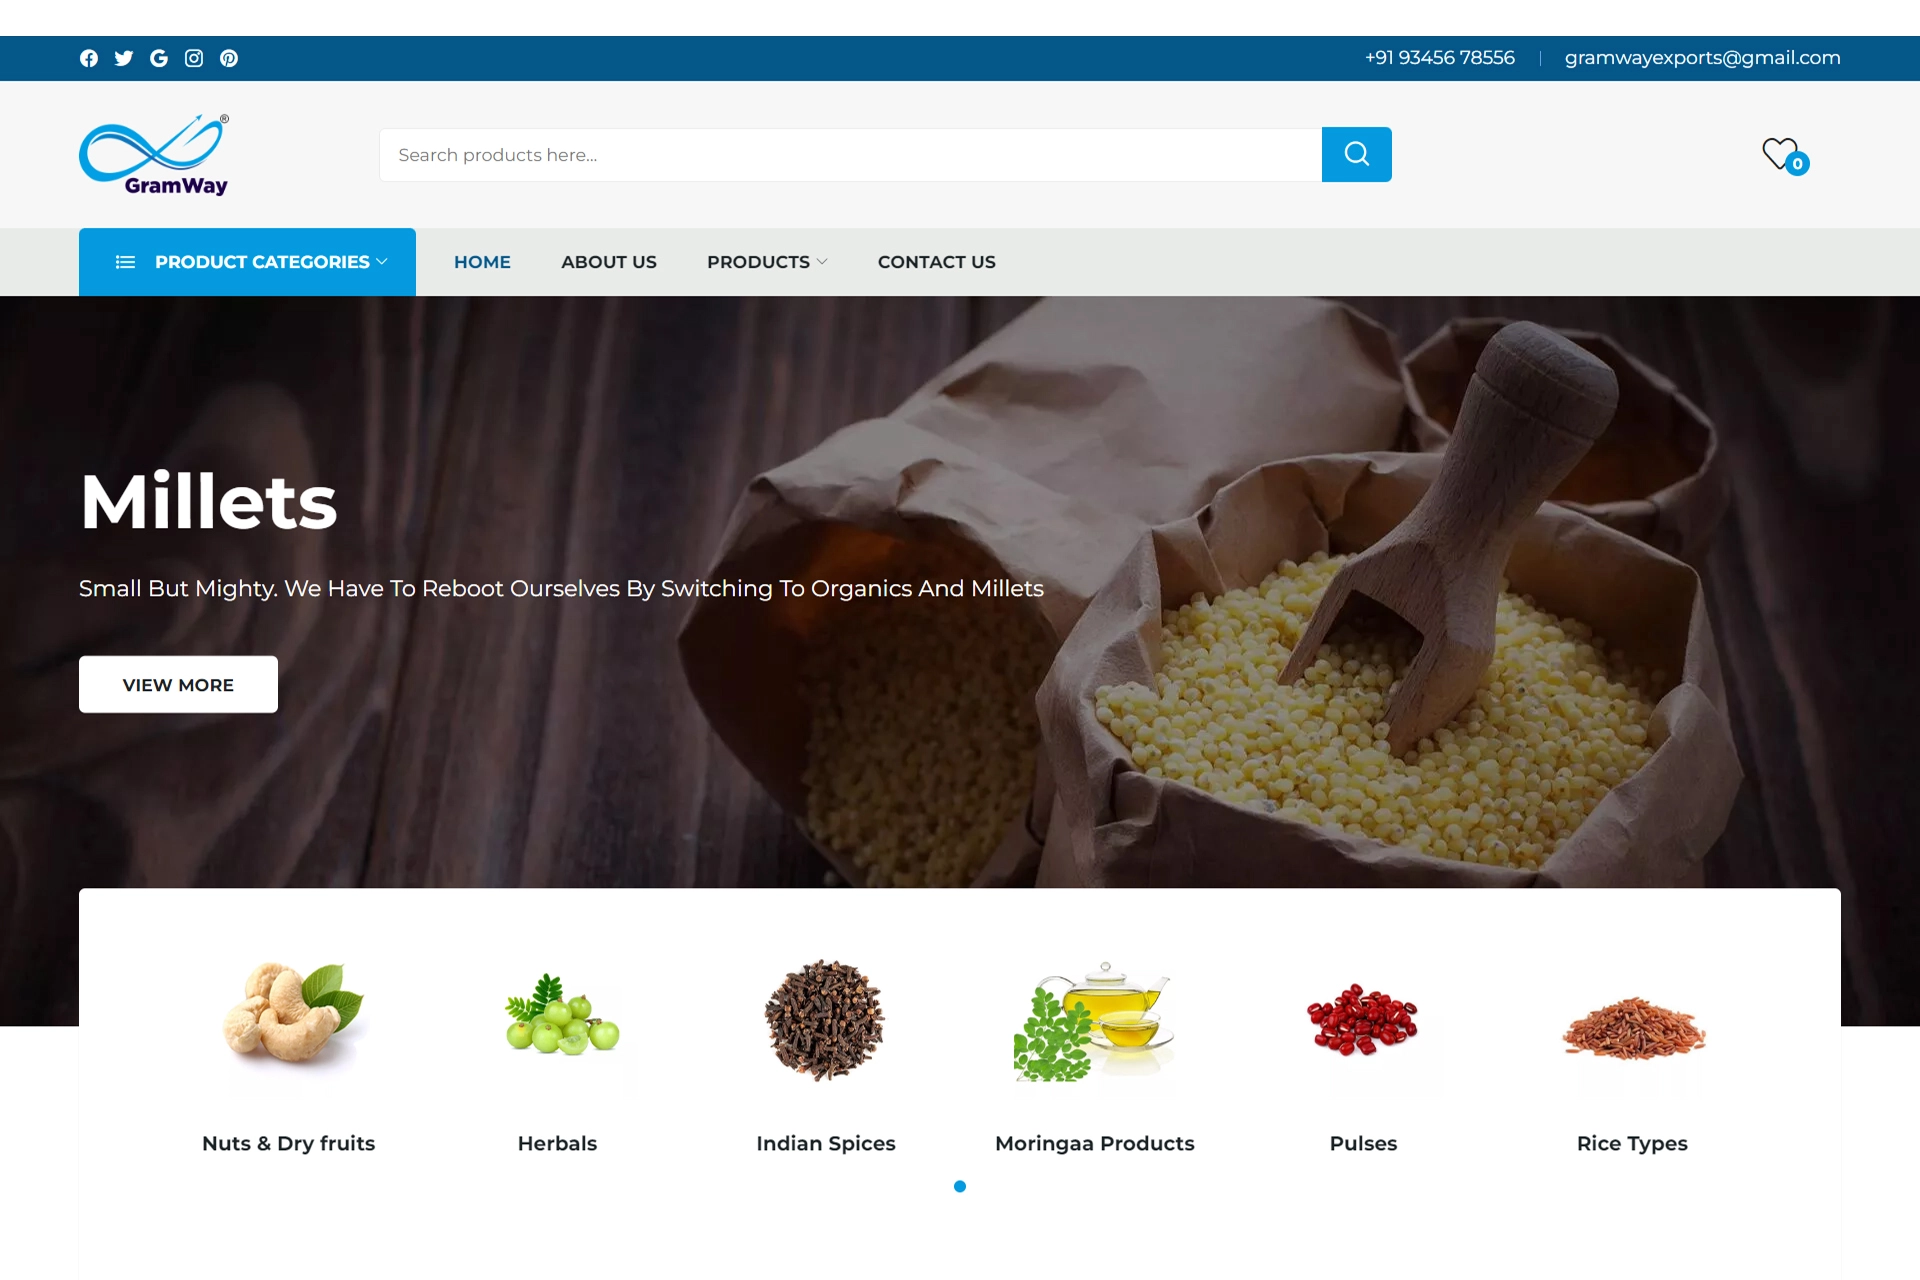 +91 93456 78556
gramwayexports@gmail.com
GramWay
®
Search products here...
0
PRODUCT CATEGORIES
HOME
ABOUT US
PRODUCTS
CONTACT US
Millets
Small But Mighty. We Have To Reboot Ourselves By Switching To Organics And Millets
VIEW MORE
Nuts & Dry fruits
Herbals
Indian Spices
Moringaa Products
Pulses
Rice Types